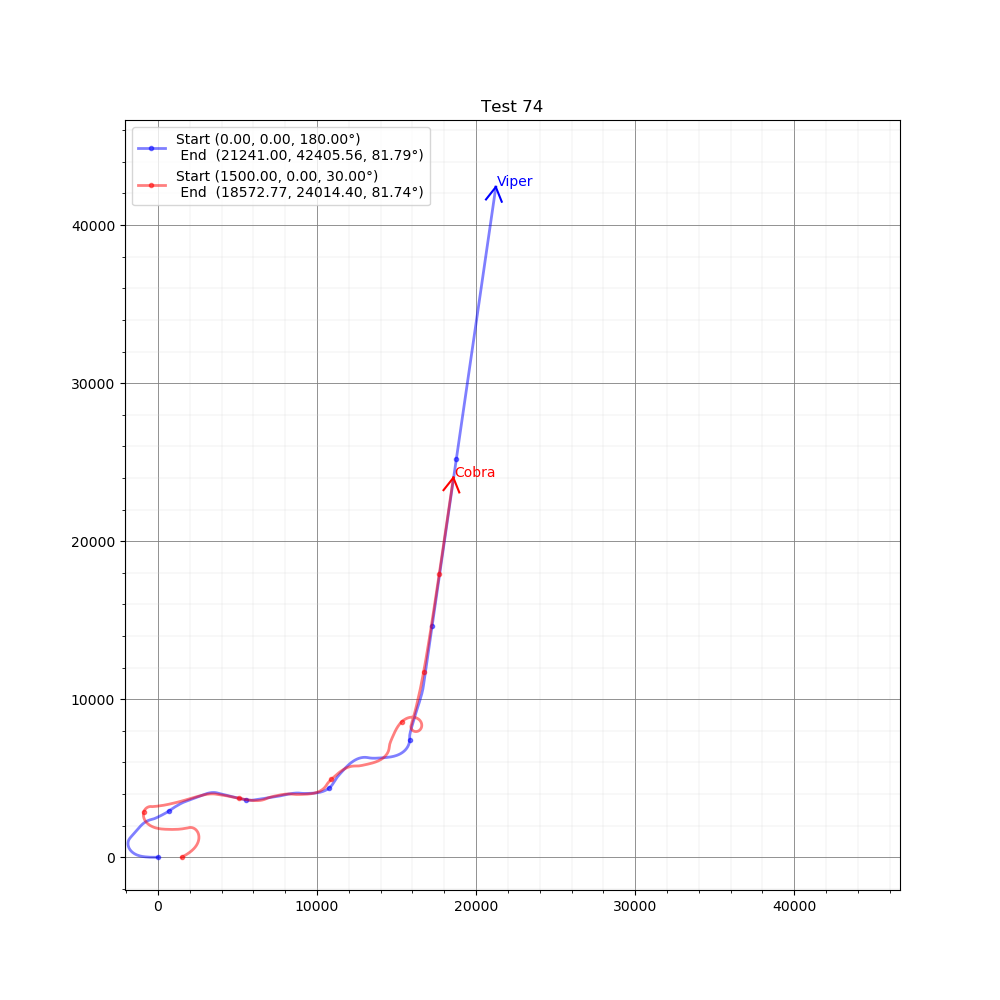 Test 74
Start (0.00, 0.00, 180.00°)
End (21241.00, 42405.56, 81.79°)
Start (1500.00, 0.00, 30.00°)
End (18572.77, 24014.40, 81.74°)
Viper
Cobra
40000
30000
20000
10000
0
0
10000
20000
30000
40000